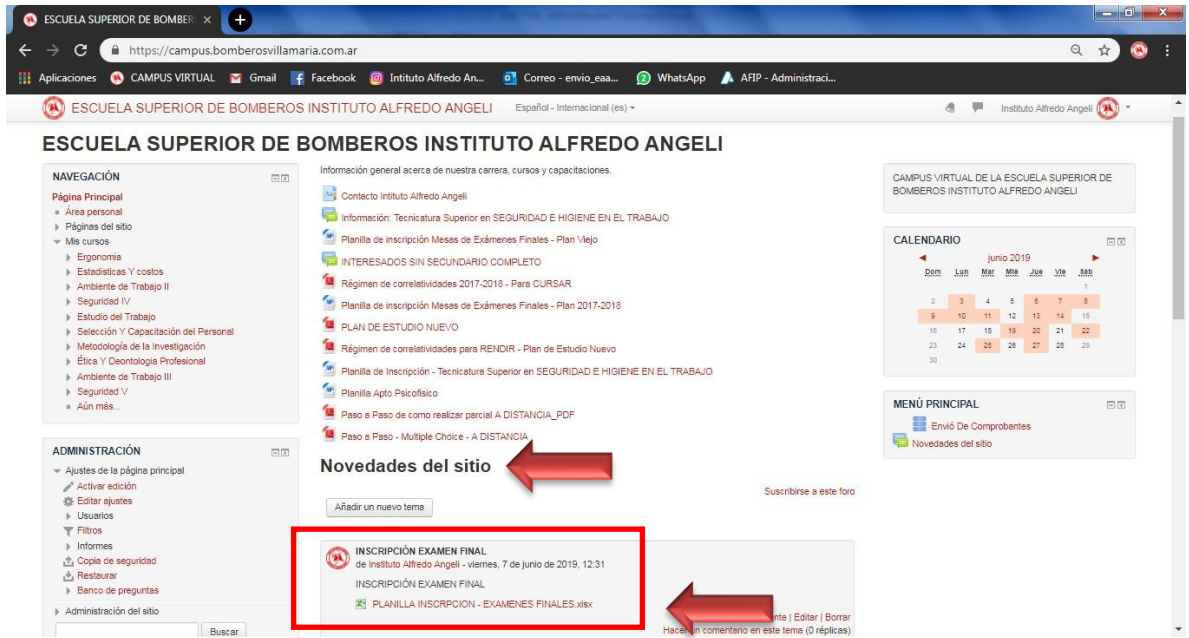 ESCUELA SUPERIOR DE BOMBER
https://campus.bomberosvillamaria.com.ar
Aplicaciones CAMPUS VIRTUAL Gmail Facebook Intituto Alfredo An... Correo - envio_eaa... WhatsApp AFIP - Administraci...
ESCUELA SUPERIOR DE BOMBEROS INSTITUTO ALFREDO ANGELI Español - Internacional (es) Instituto Alfredo Angeli
ESCUELA SUPERIOR DE BOMBEROS INSTITUTO ALFREDO ANGELI
NAVEGACIÓN
Página Principal
Área personal
Páginas del sitio
Mis cursos
Ergonomia
Estadisticas Y costos
Ambiente de Trabajo II
Seguridad IV
Estudio del Trabajo
Selección Y Capacitación del Personal
Metodología de la Investigación
Ética Y Deontologia Profesional
Ambiente de Trabajo III
Seguridad V
Aún más...
ADMINISTRACIÓN
Ajustes de la página principal
Activar edición
Editar ajustes
Usuarios
Filtros
Informes
Copia de seguridad
Restaurar
Banco de preguntas
Administración del sitio
Buscar
Información general acerca de nuestra carrera, cursos y capacitaciones.
Contacto Intituto Alfredo Angeli
Información: Tecnicatura Superior en SEGURIDAD E HIGIENE EN EL TRABAJO
Planilla de inscripción Mesas de Exámenes Finales - Plan Viejo
INTERESADOS SIN SECUNDARIO COMPLETO
Régimen de correlatividades 2017-2018 - Para CURSAR
Planilla de inscripción Mesas de Exámenes Finales - Plan 2017-2018
PLAN DE ESTUDIO NUEVO
Régimen de correlatividades para RENDIR - Plan de Estudio Nuevo
Planilla de Inscripción - Tecnicatura Superior en SEGURIDAD E HIGIENE EN EL TRABAJO
Planilla Apto Psicofisico
Paso a Paso de como realizar parcial A DISTANCIA_PDF
Paso a Paso - Multiple Choice - A DISTANCIA
Novedades del sitio
Suscribirse a este foro
Añadir un nuevo tema
INSCRIPCIÓN EXAMEN FINAL
de Instituto Alfredo Angeli - viernes, 7 de junio de 2019, 12:31
INSCRIPCIÓN EXAMEN FINAL
PLANILLA INSCRPCION - EXAMENES FINALES.xlsx
nte | Editar | Borrar
Hacer un comentario en este tema (0 réplicas)
CAMPUS VIRTUAL DE LA ESCUELA SUPERIOR DE
BOMBEROS INSTITUTO ALFREDO ANGELI
CALENDARIO
junio 2019
Dom Lun Mar Mié Jue Vie Sáb
1
2 3 4 5 6 7 8
9 10 11 12 13 14 15
16 17 18 19 20 21 22
23 24 25 26 27 28 29
30
MENÚ PRINCIPAL
Envió De Comprobantes
Novedades del sitio